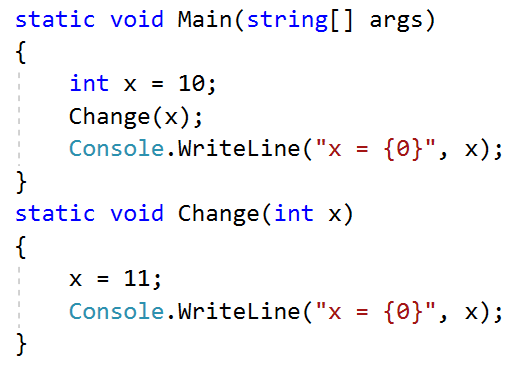 static void Main(string[] args)
{
    int x = 10;
    Change(x);
    Console.WriteLine("x = {0}", x);
}
static void Change(int x)
{
    x = 11;
    Console.WriteLine("x = {0}", x);
}